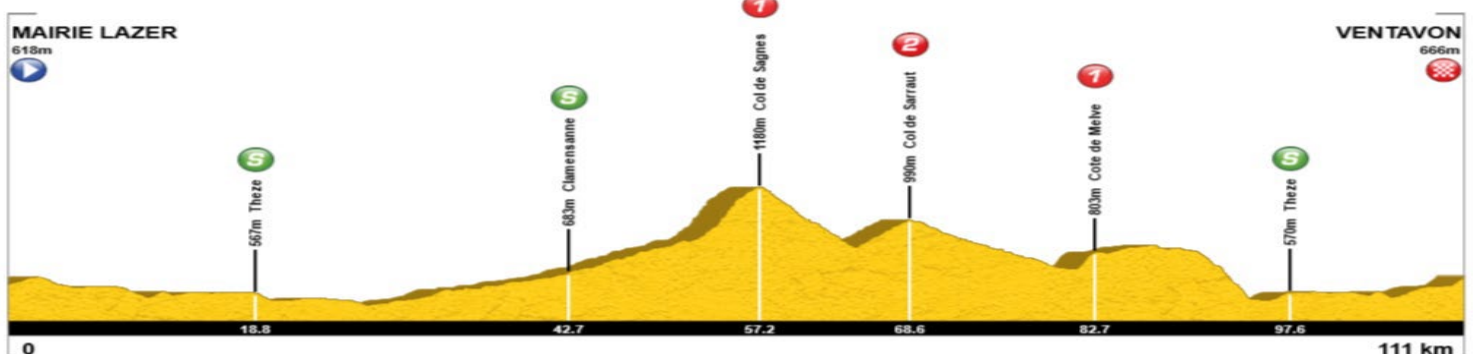 MAIRIE LAZER
618m
S
567m Theze
S
683m Clamensanne
1
1180m Col de Sagnes
2
990m Col de Sarraut
1
803m Cote de Melve
S
570m Theze
VENTAVON
666m
18.8
42.7
57.2
68.6
82.7
97.6
0
111 km